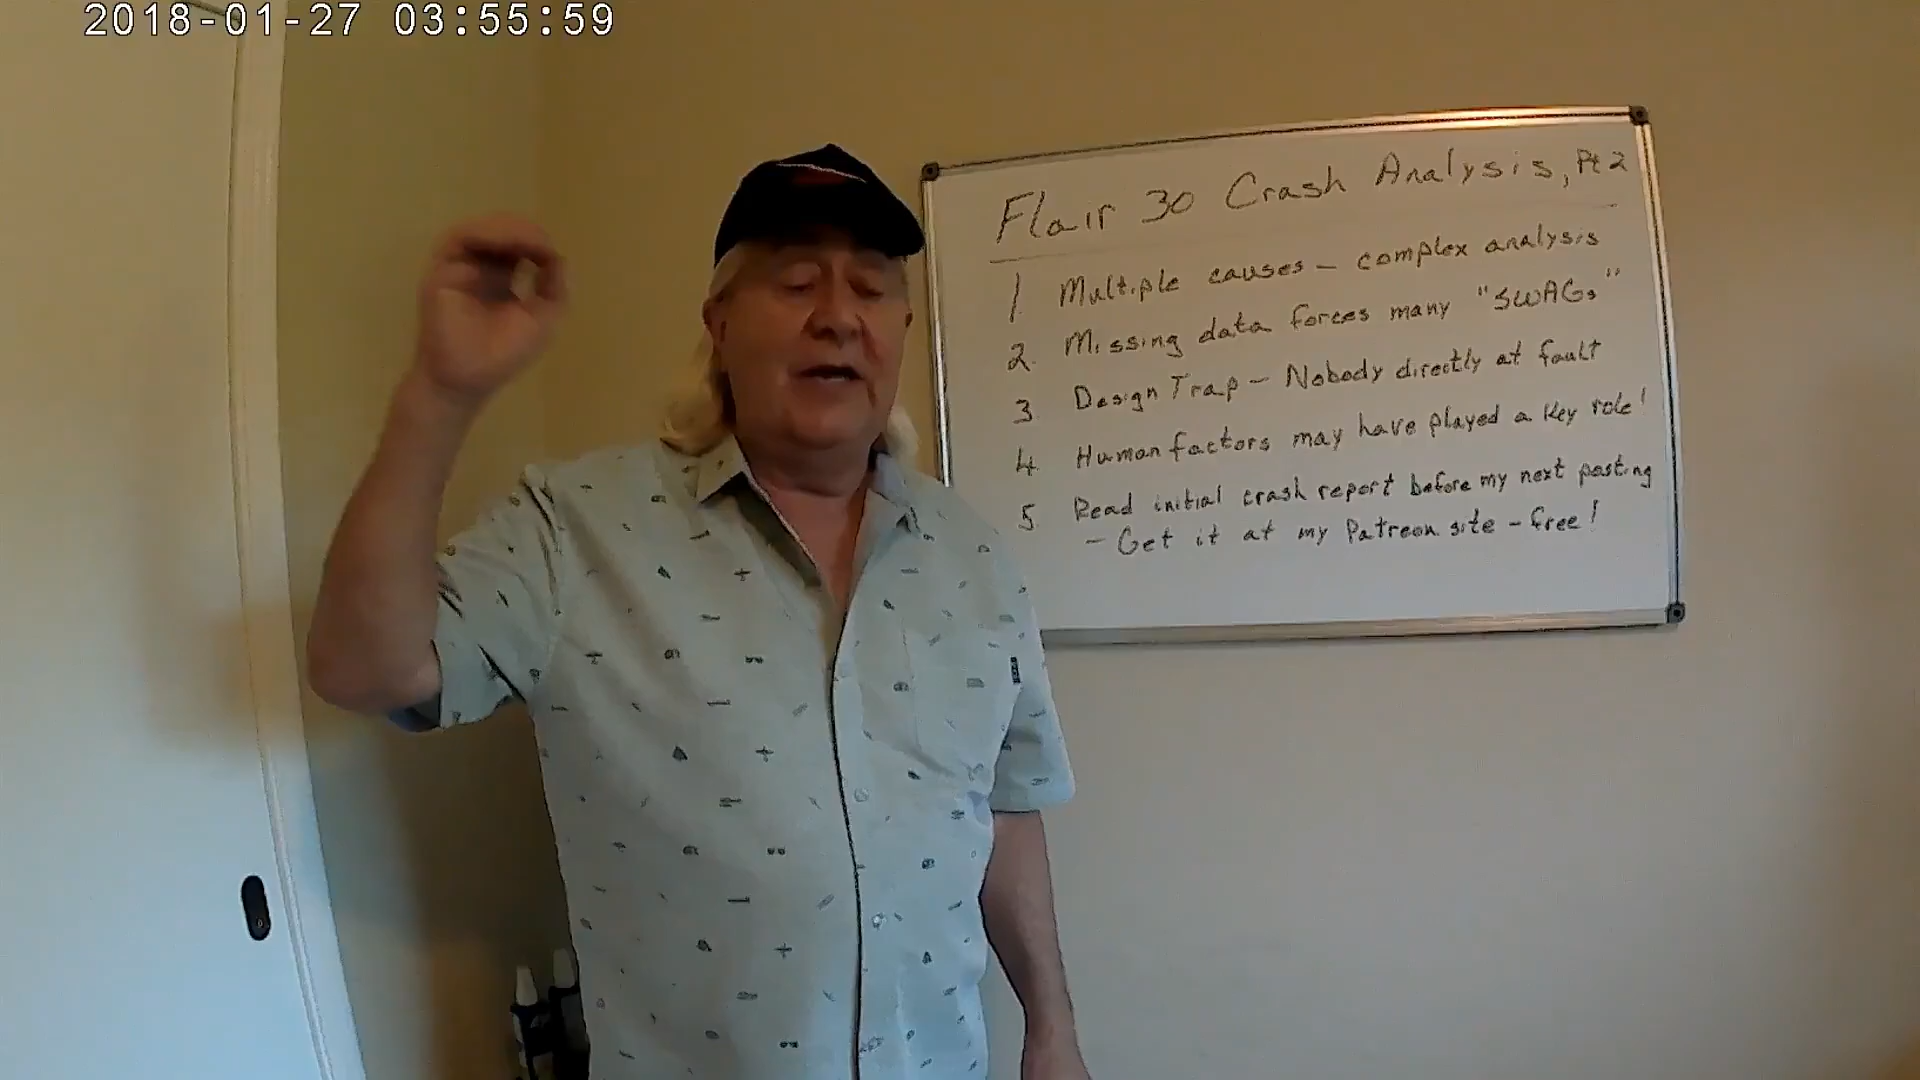 2018-01-27 03:55:59
Flair 30 Crash Analysis, Pt 2
1. Multiple causes – complex analysis
2. Missing data forces many "SWAGs"
3. Design Trap – Nobody directly at fault
4. Human factors may have played a key role!
5. Read initial crash report before my next posting
– Get it at my Patreon site – free!